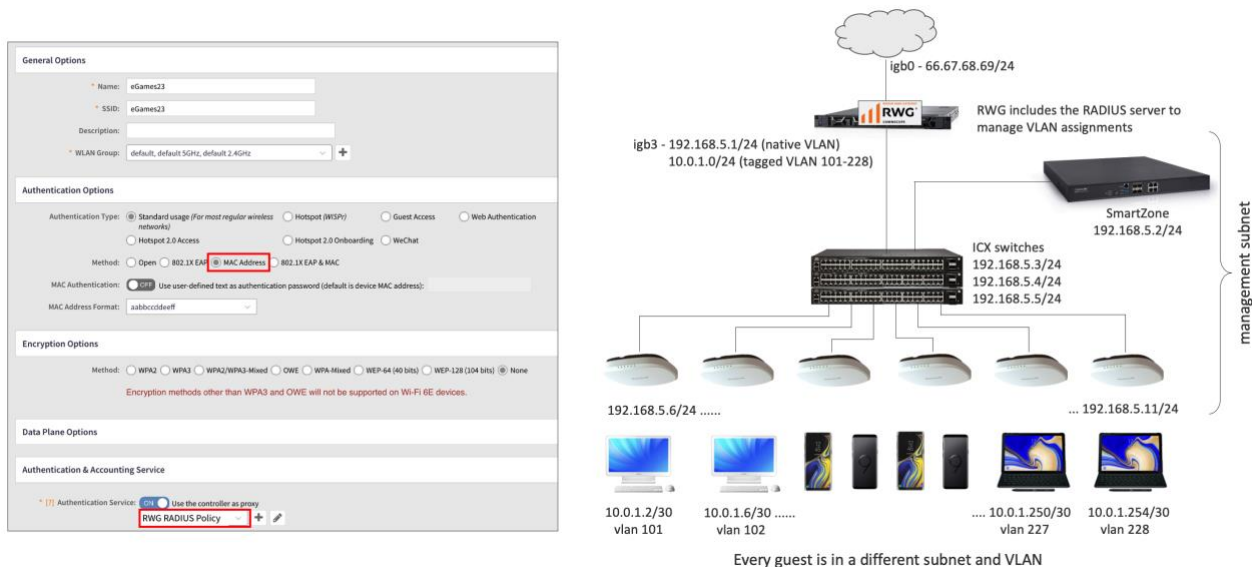 General Options
* Name: eGames23
* SSID: eGames23
Description:
* WLAN Group: default, default 5GHz, default 2.4GHz
Authentication Options
Authentication Type: Standard usage (For most regular wireless networks) Hotspot (WISPr) Guest Access Web Authentication
Hotspot 2.0 Access Hotspot 2.0 Onboarding WeChat
Method: Open 802.1X EAP MAC Address 802.1X EAP & MAC
MAC Authentication: OFF Use user-defined text as authentication password (default is device MAC address):
MAC Address Format: aabbccddeeff
Encryption Options
Method: WPA2 WPA3 WPA2/WPA3-Mixed OWE WPA-Mixed WEP-64 (40 bits) WEP-128 (104 bits) None
Encryption methods other than WPA3 and OWE will not be supported on Wi-Fi 6E devices.
Data Plane Options
Authentication & Accounting Service
* [?] Authentication Service: ON Use the controller as proxy
RWG RADIUS Policy
igb0 - 66.67.68.69/24
RWG
RWG includes the RADIUS server to
manage VLAN assignments
igb3 - 192.168.5.1/24 (native VLAN)
10.0.1.0/24 (tagged VLAN 101-228)
SmartZone
192.168.5.2/24
ICX switches
192.168.5.3/24
192.168.5.4/24
192.168.5.5/24
management subnet
192.168.5.6/24 ......
... 192.168.5.11/24
10.0.1.2/30
vlan 101
10.0.1.6/30 ......
vlan 102
.... 10.0.1.250/30
vlan 227
10.0.1.254/30
vlan 228
Every guest is in a different subnet and VLAN